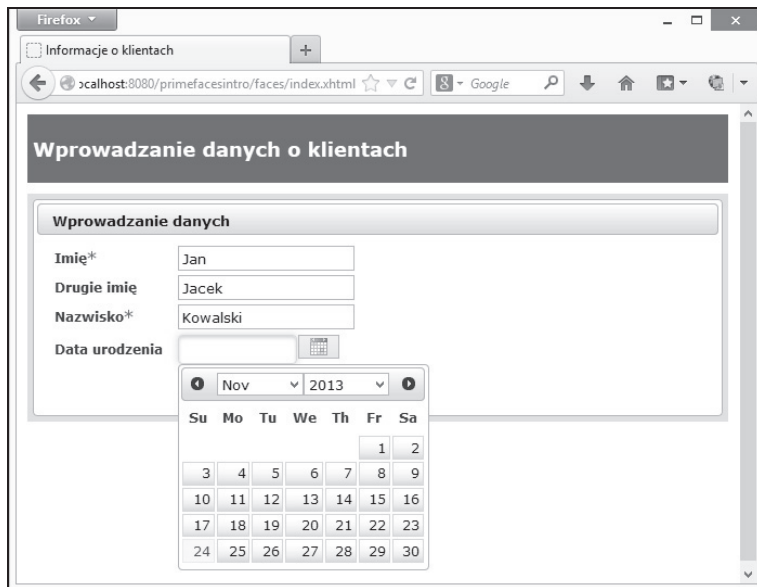 Firefox
Informacje o klientach
ocalhost:8080/primefacesintro/faces/index.xhtml
Google
Wprowadzanie danych o klientach
Wprowadzanie danych
Imię* Jan
Drugie imię Jacek
Nazwisko* Kowalski
Data urodzenia
Nov 2013
Su Mo Tu We Th Fr Sa
1 2
3 4 5 6 7 8 9
10 11 12 13 14 15 16
17 18 19 20 21 22 23
24 25 26 27 28 29 30